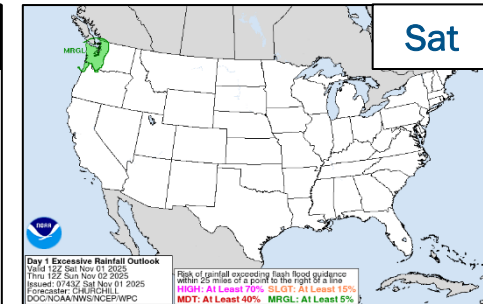 Sat
MRGL
NOAA
Day 1 Excessive Rainfall Outlook
Valid 12Z Sat Nov 01 2025
Thru 12Z Sun Nov 02 2025
Issued: 0743Z Sat Nov 01 2025
Forecaster: CHURCHILL
DOC/NOAA/NWS/NCEP/WPC
Risk of rainfall exceeding flash flood guidance
within 25 miles of a point to the right of a line
HIGH: At Least 70% SLGT: At Least 15%
MDT: At Least 40% MRGL: At Least 5%